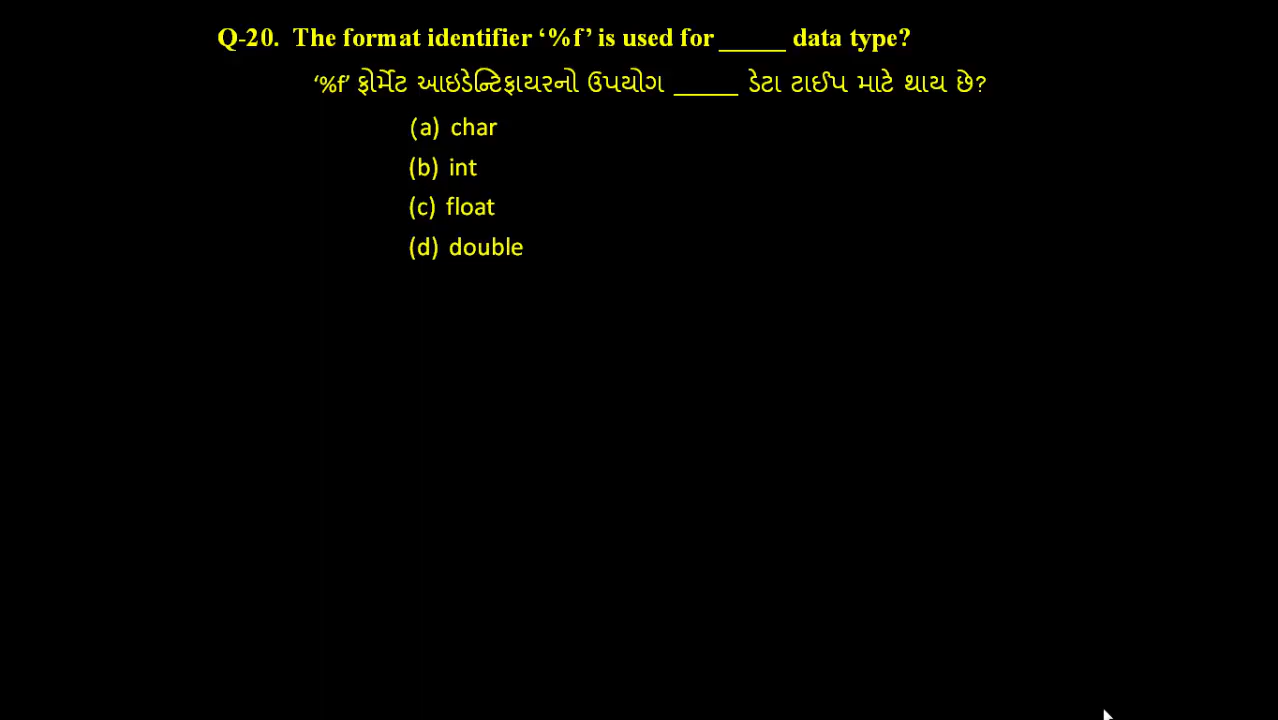 Q-20. The format identifier ‘%f’ is used for _____ data type?
‘%f’ ફોર્મેટ આઇડેન્ટિફાયરનો ઉપયોગ _____ ડેટા ટાઈપ માટે થાય છે?
(a) char
(b) int
(c) float
(d) double